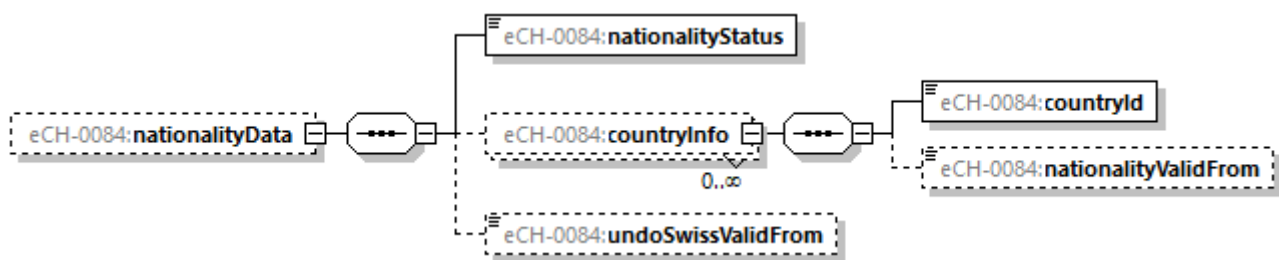 eCH-0084:nationalityStatus
eCH-0084:countryId
eCH-0084:nationalityData
eCH-0084:countryInfo
eCH-0084:nationalityValidFrom
0..∞
eCH-0084:undoSwissValidFrom